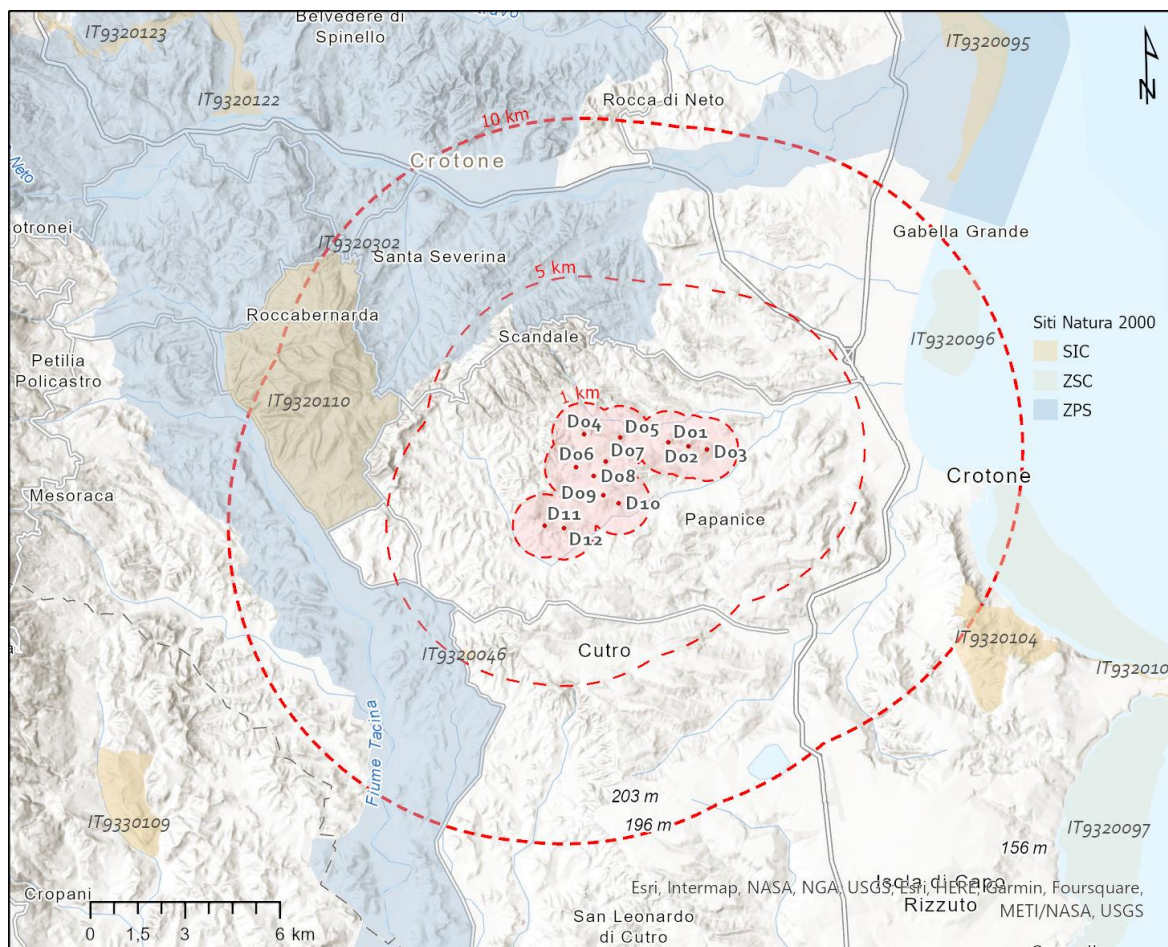 Belvedere di
Spinello
IT9320123
IT9320122
IT9320095
N
Rocca di Neto
10 km
Crotone
Neto
otronei
IT9320302
Santa Severina
Gabella Grande
5 km
Roccabernarda
Scandale
Siti Natura 2000
SIC
ZSC
ZPS
IT9320096
Petilia
Policastro
IT9320110
1 km
D04
D05
D01
D06
D07
D02
D03
D08
Mesoraca
Crotone
D09
D10
D11
D12
Papanice
IT9320104
Cutro
IT9320046
IT932010
Fiume Tacina
203 m
196 m
IT9330109
IT9320097
156 m
Cropani
Isola di Capo
Rizzuto
Esri, Intermap, NASA, NGA, USGS, Esri, HERE, Garmin, Foursquare,
METI/NASA, USGS
0 1,5 3 6 km
San Leonardo
di Cutro